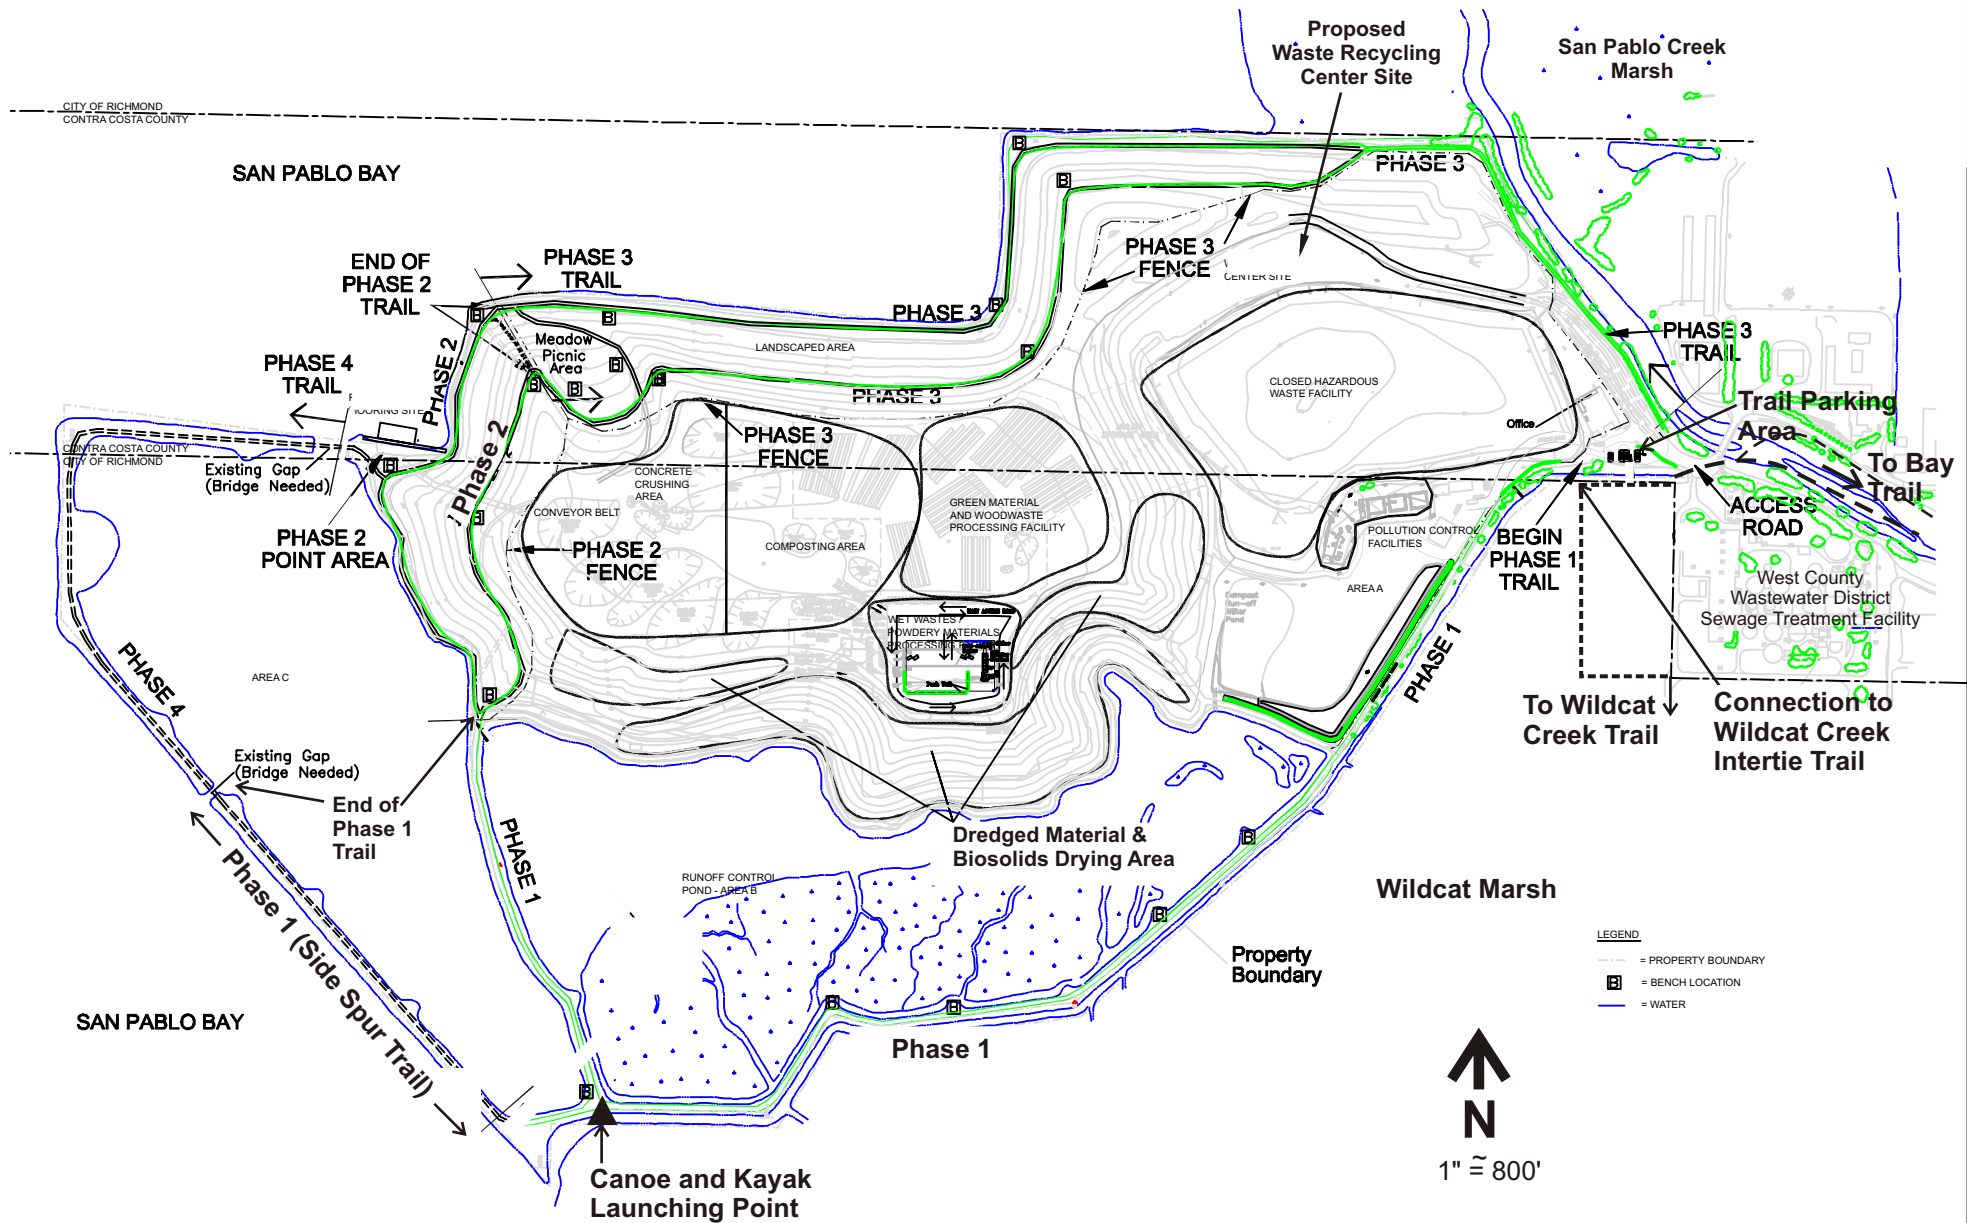 Proposed
Waste Recycling
Center Site
San Pablo Creek
Marsh
CITY OF RICHMOND
CONTRA COSTA COUNTY
SAN PABLO BAY
PHASE 3
PHASE 3
FENCE
CENTER SITE
END OF
PHASE 2
TRAIL
PHASE 3
TRAIL
PHASE 3
PHASE 3
TRAIL
LANDSCAPED AREA
Meadow
Picnic
Area
PHASE 2
PHASE 4
TRAIL
PHASE 3
CLOSED HAZARDOUS
WASTE FACILITY
Office
Trail Parking
Area
To Bay
Trail
CONTRA COSTA COUNTY
CITY OF RICHMOND
Existing Gap
(Bridge Needed)
Phase 2
PHASE 3
FENCE
CONCRETE
CRUSHING
AREA
CONVEYOR BELT
GREEN MATERIAL
AND WOODWASTE
PROCESSING FACILITY
COMPOSTING AREA
POLLUTION CONTROL
FACILITIES
ACCESS
ROAD
BEGIN
PHASE 1
TRAIL
PHASE 2
POINT AREA
PHASE 2
FENCE
AREA A
Compost
Run-off
Water
Pond
West County
Wastewater District
Sewage Treatment Facility
WET WASTES /
POWDERY MATERIALS
PROCESSING
PHASE 1
PHASE 4
AREA C
To Wildcat
Creek Trail
Connection to
Wildcat Creek
Intertie Trail
Existing Gap
(Bridge Needed)
End of
Phase 1
Trail
PHASE 1
Dredged Material &
Biosolids Drying Area
RUNOFF CONTROL
POND - AREA B
Wildcat Marsh
Phase 1 (Side Spur Trail)
Property
Boundary
LEGEND
= PROPERTY BOUNDARY
B = BENCH LOCATION
= WATER
SAN PABLO BAY
Phase 1
N
1" ≅ 800'
Canoe and Kayak
Launching Point